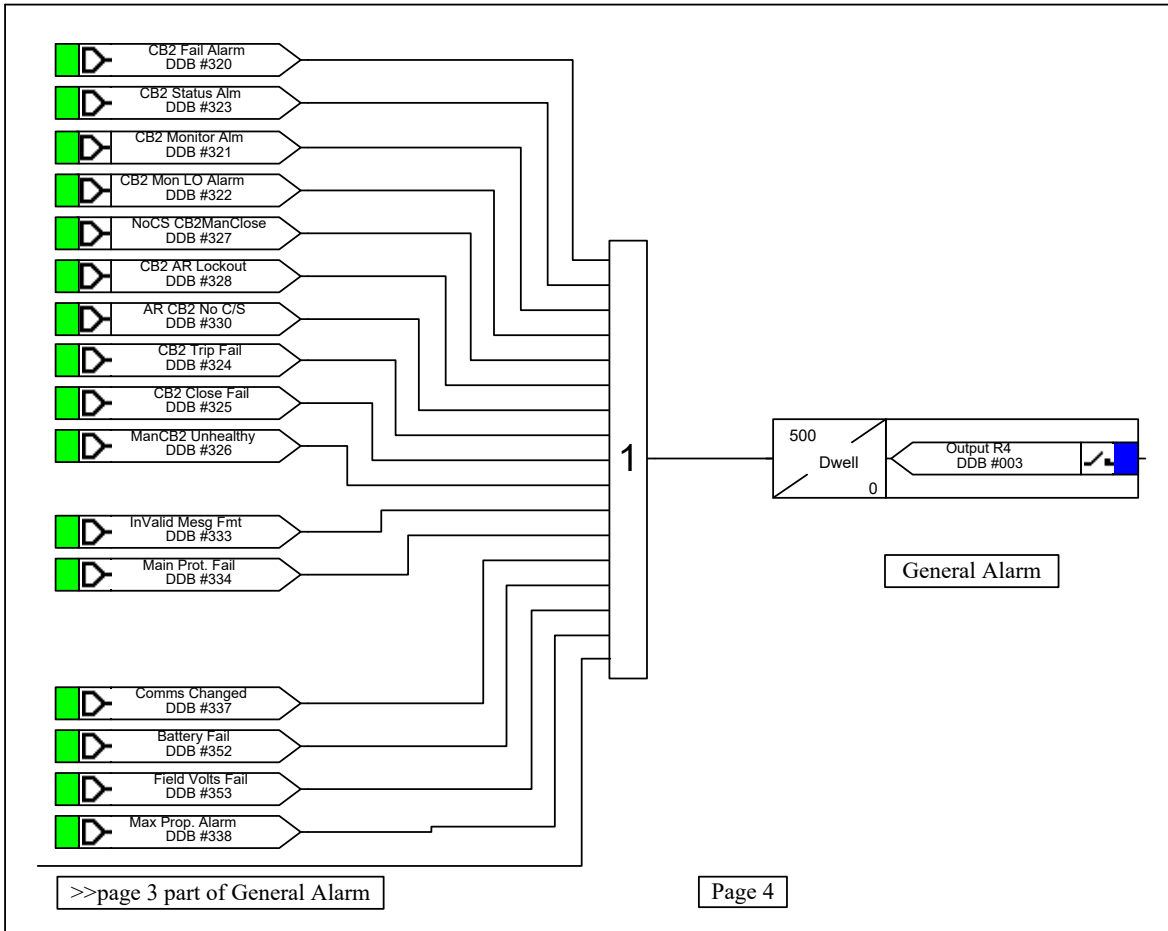 CB2 Fail Alarm
DDB #320
CB2 Status Alm
DDB #323
CB2 Monitor Alm
DDB #321
CB2 Mon LO Alarm
DDB #322
NoCS CB2ManClose
DDB #327
CB2 AR Lockout
DDB #328
AR CB2 No C/S
DDB #330
CB2 Trip Fail
DDB #324
CB2 Close Fail
DDB #325
ManCB2 Unhealthy
DDB #326
InValid Mesg Fmt
DDB #333
Main Prot. Fail
DDB #334
Comms Changed
DDB #337
Battery Fail
DDB #352
Field Volts Fail
DDB #353
Max Prop. Alarm
DDB #338
1
500
Dwell
0
Output R4
DDB #003
General Alarm
>>page 3 part of General Alarm
Page 4